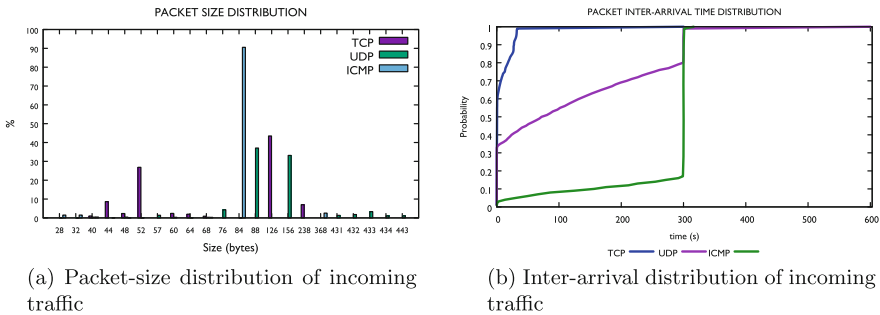 PACKET SIZE DISTRIBUTION
100
90
80
70
60
50
40
30
20
10
0
%
TCP
UDP
ICMP
28 32 36 40 44 48 52 57 60 64 68 76 84 88 126 156 238 368 431 432 433 434 443
Size (bytes)
(a) Packet-size distribution of incoming
traffic
PACKET INTER-ARRIVAL TIME DISTRIBUTION
1
0.9
0.8
0.7
0.6
0.5
0.4
0.3
0.2
0.1
0
Probability
0 100 200 300 400 500 600
time (s)
TCP UDP ICMP
(b) Inter-arrival distribution of incoming
traffic